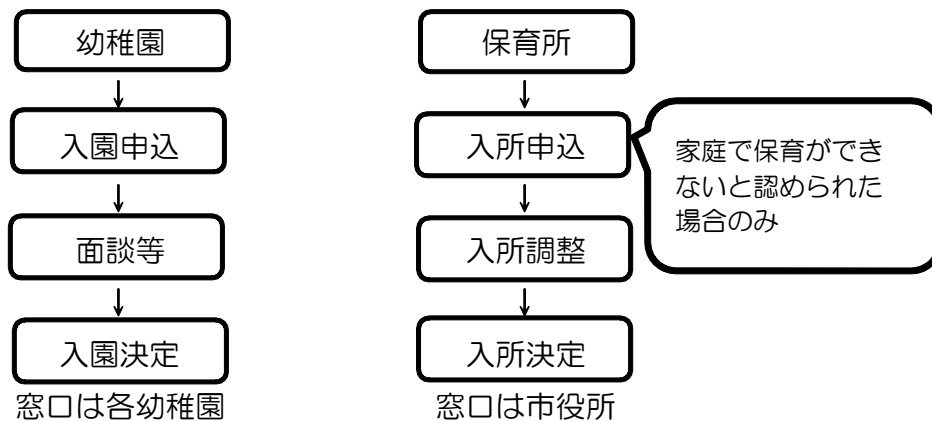 幼稚園
入園申込
面談等
入園決定
窓口は各幼稚園
保育所
入所申込
家庭で保育ができ
ないと認められた
場合のみ
入所調整
入所決定
窓口は市役所